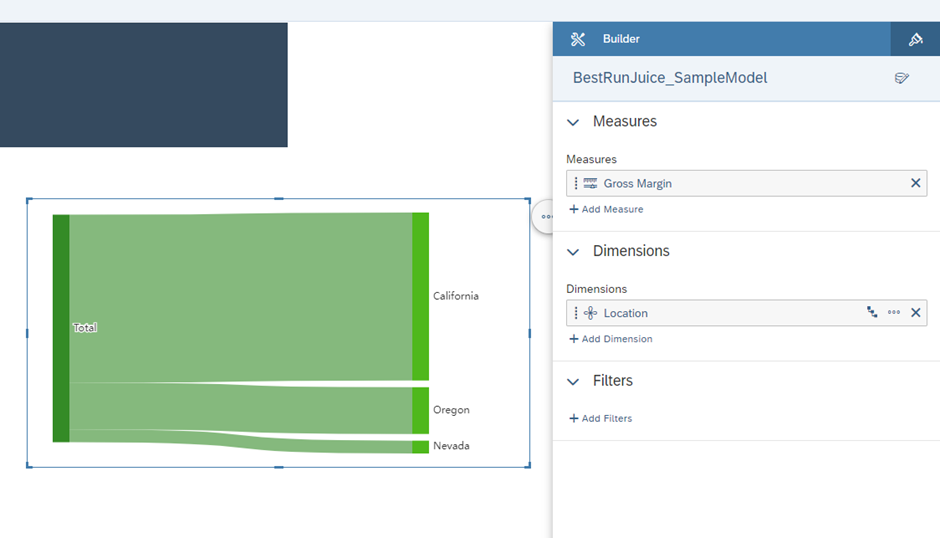 Builder
BestRunJuice_SampleModel
Measures
Measures
Gross Margin
+ Add Measure
Dimensions
Dimensions
Location
+ Add Dimension
Filters
+ Add Filters
Total
California
Oregon
Nevada